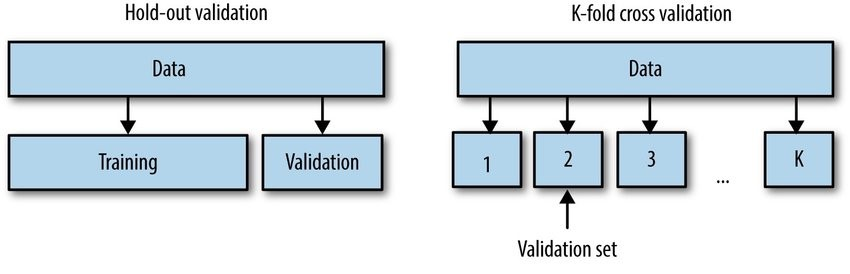 Hold-out validation
Data
Training
Validation
K-fold cross validation
Data
1
2
3
...
K
Validation set